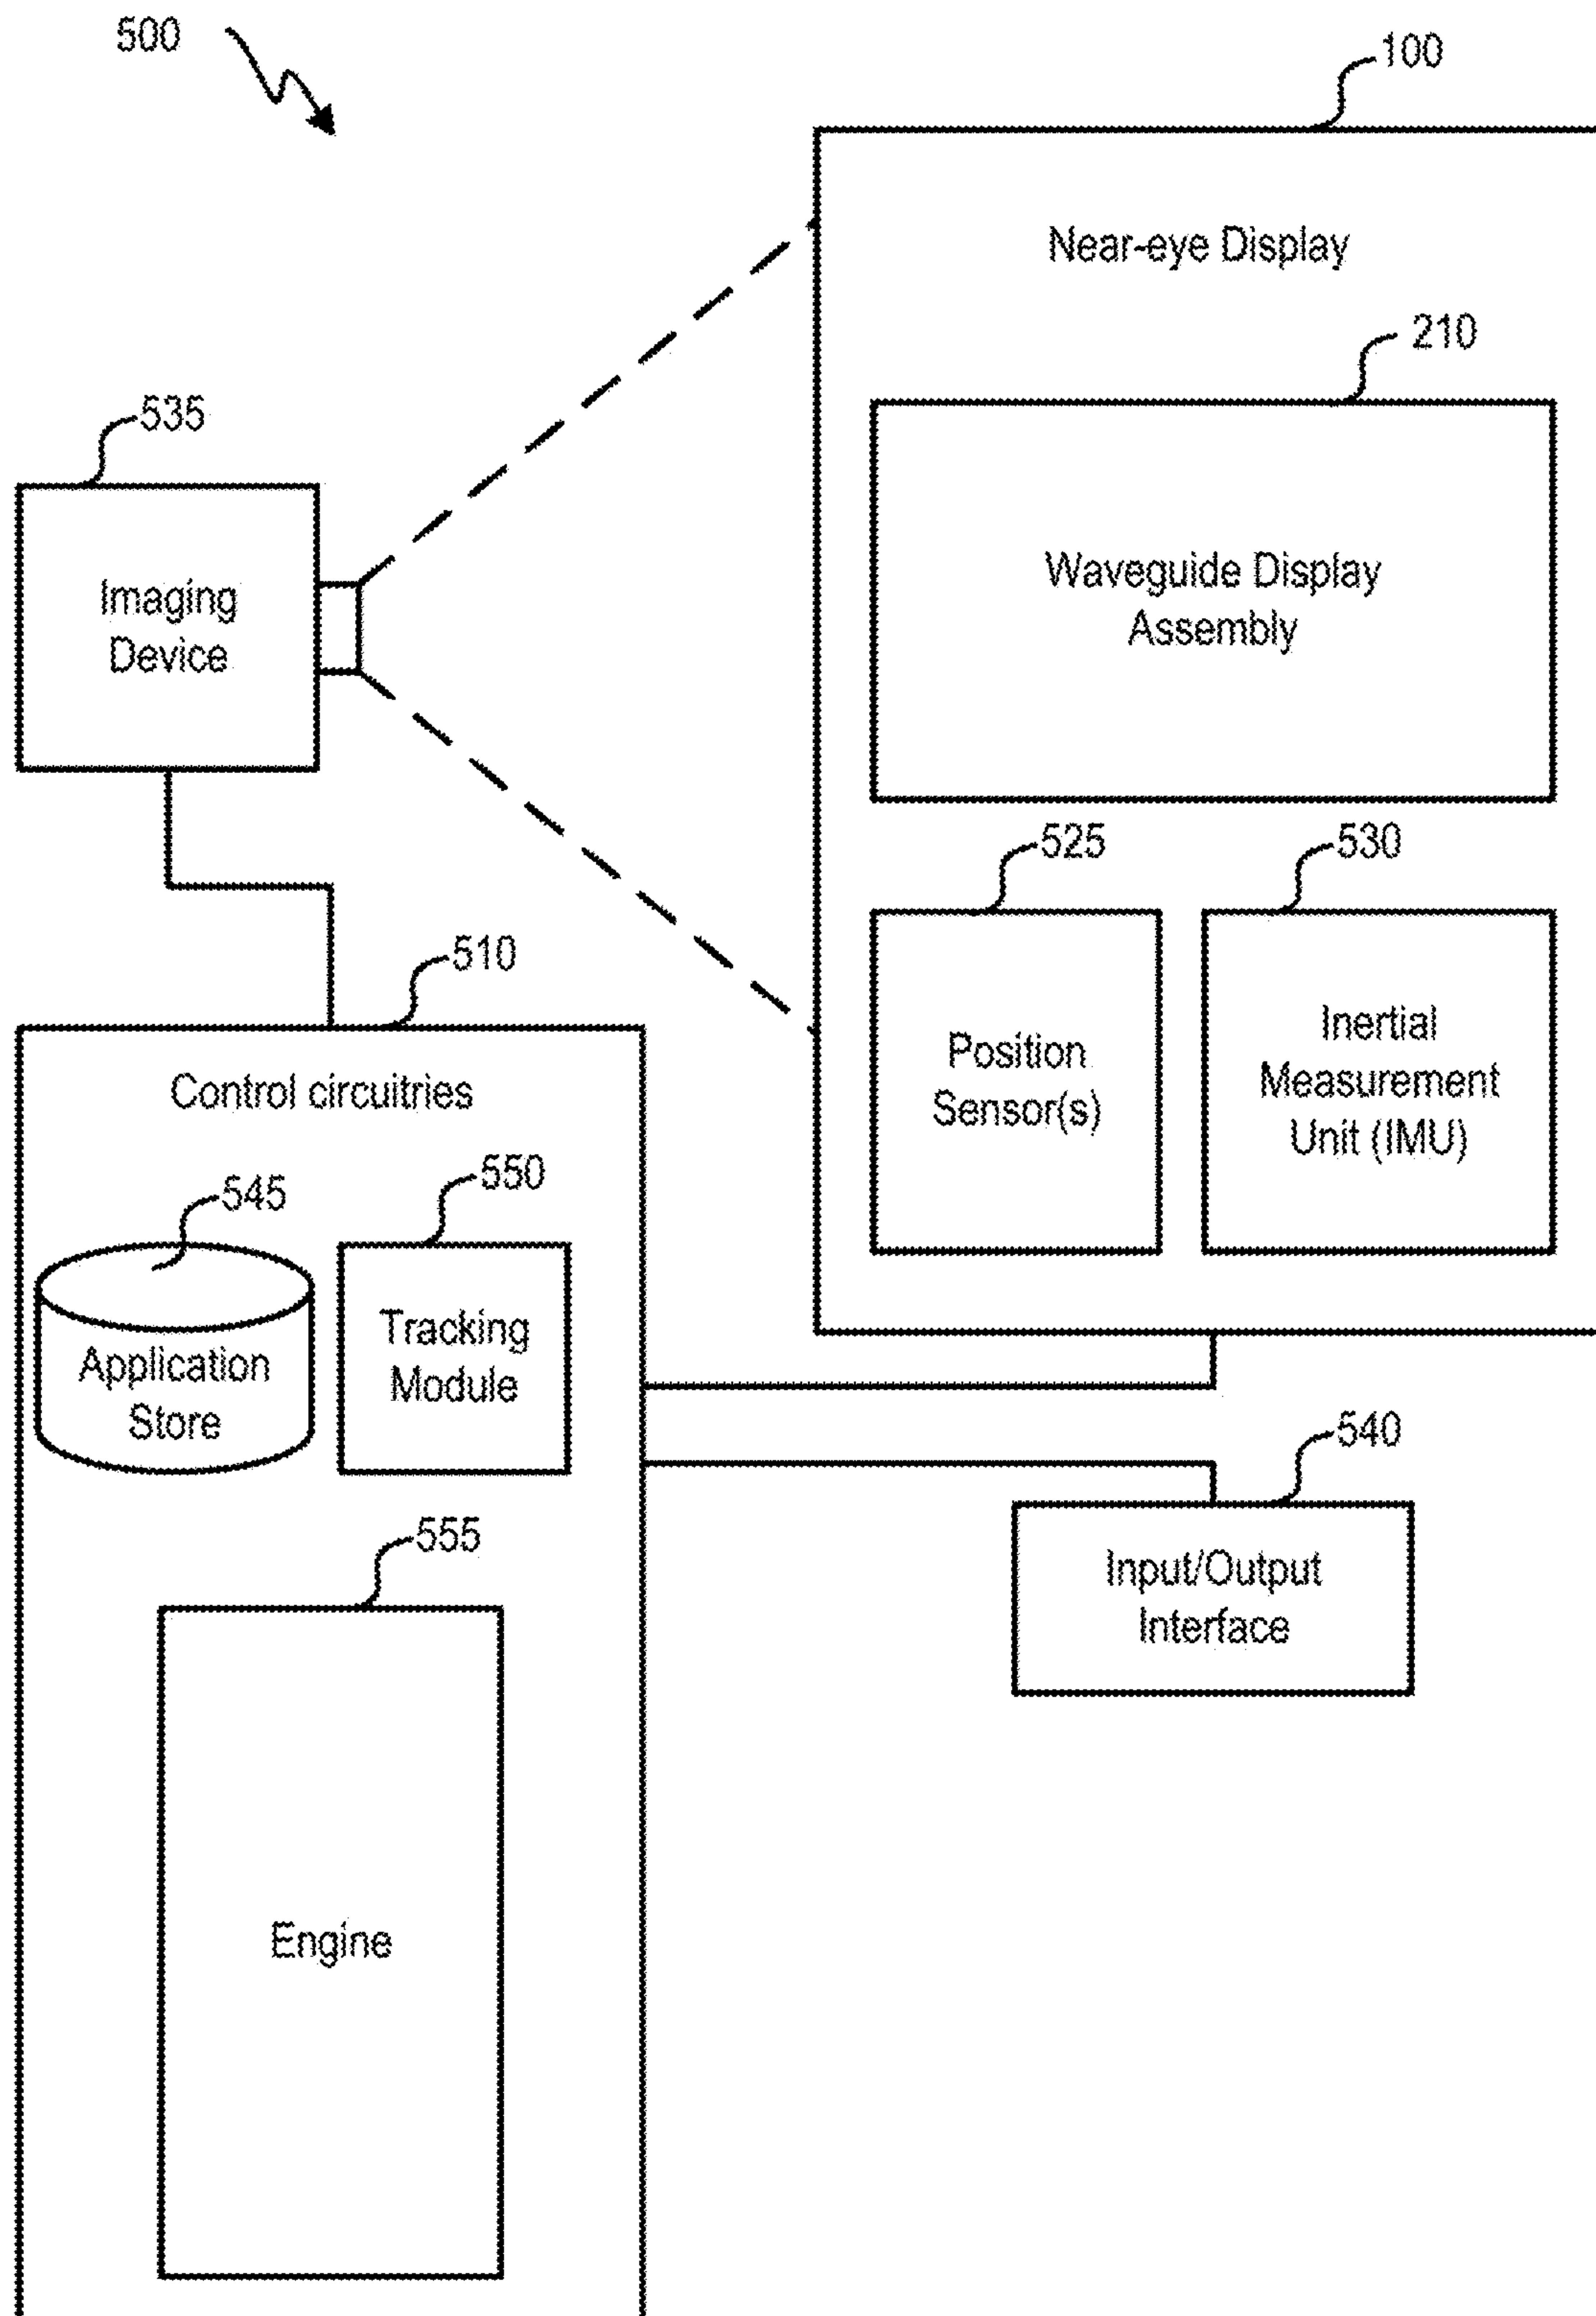 500
100
Near-eye Display
210
Waveguide Display
Assembly
535
Imaging
Device
525
530
Position
Sensor(s)
Inertial
Measurement
Unit (IMU)
510
Control circuitries
545
550
Application
Store
Tracking
Module
540
Input/Output
Interface
555
Engine